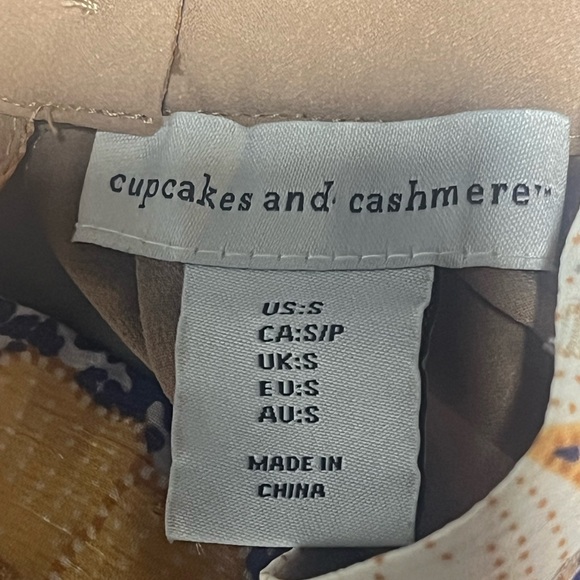 cupcakes and cashmere™
US:S
CA:S/P
UK:S
EU:S
AU:S
MADE IN
CHINA